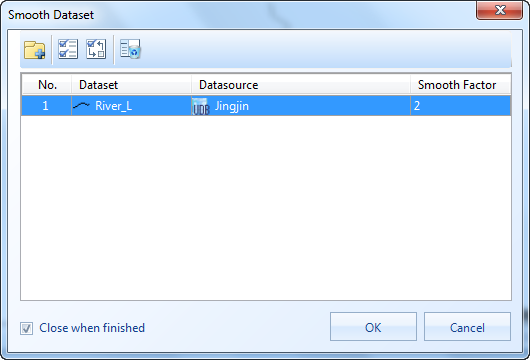 Smooth Dataset
No. Dataset Datasource Smooth Factor
1 River_L UDB Jingjin 2
Close when finished OK Cancel